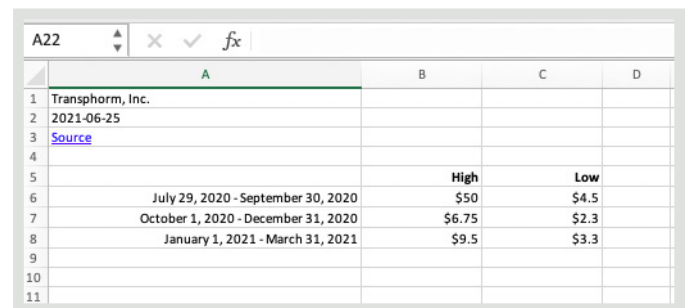 A22 fx
A B C D
1 Transphorm, Inc.
2 2021-06-25
3 Source
4
5 High Low
6 July 29, 2020 - September 30, 2020 $50 $4.5
7 October 1, 2020 - December 31, 2020 $6.75 $2.3
8 January 1, 2021 - March 31, 2021 $9.5 $3.3
9
10
11